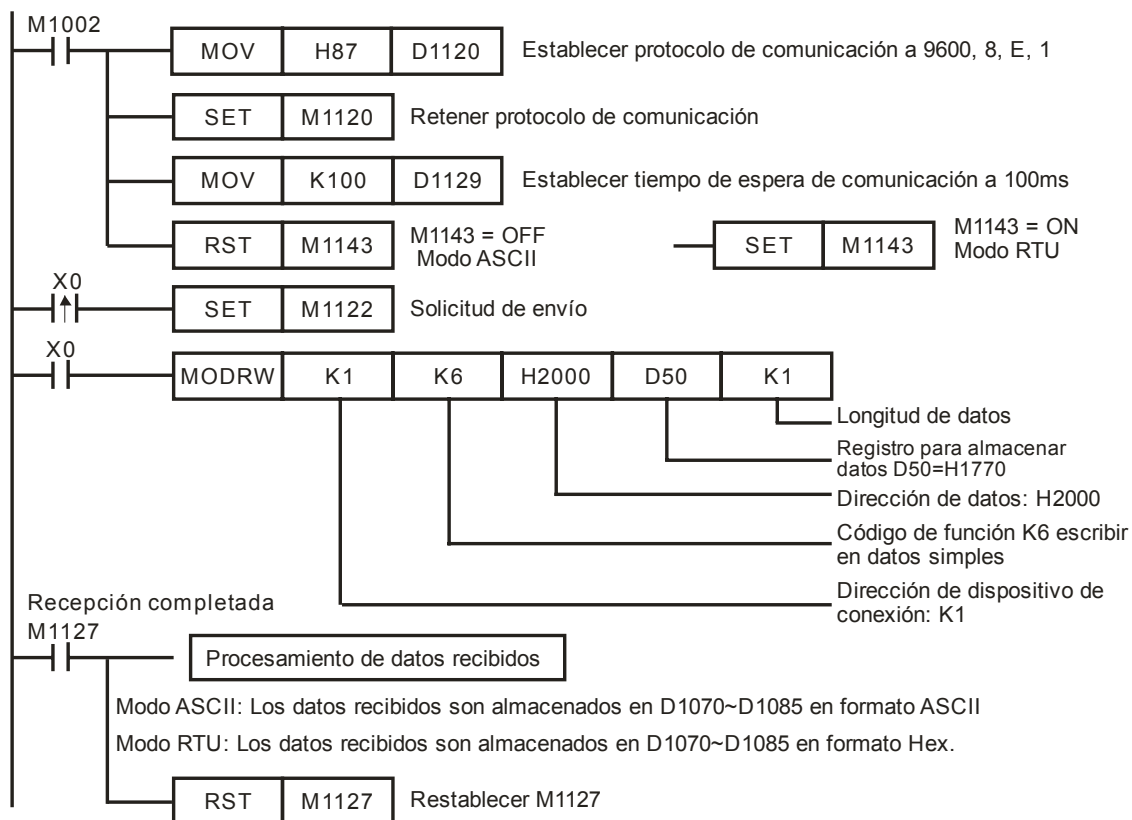 M1002
MOV H87 D1120 Establecer protocolo de comunicación a 9600, 8, E, 1
SET M1120 Retener protocolo de comunicación
MOV K100 D1129 Establecer tiempo de espera de comunicación a 100ms
RST M1143 M1143 = OFF
Modo ASCII
SET M1143 M1143 = ON
Modo RTU
X0
SET M1122 Solicitud de envío
X0
MODRW K1 K6 H2000 D50 K1
Longitud de datos
Registro para almacenar
datos D50=H1770
Dirección de datos: H2000
Código de función K6 escribir
en datos simples
Dirección de dispositivo de
conexión: K1
Recepción completada
M1127
Procesamiento de datos recibidos
Modo ASCII: Los datos recibidos son almacenados en D1070~D1085 en formato ASCII
Modo RTU: Los datos recibidos son almacenados en D1070~D1085 en formato Hex.
RST M1127 Restablecer M1127